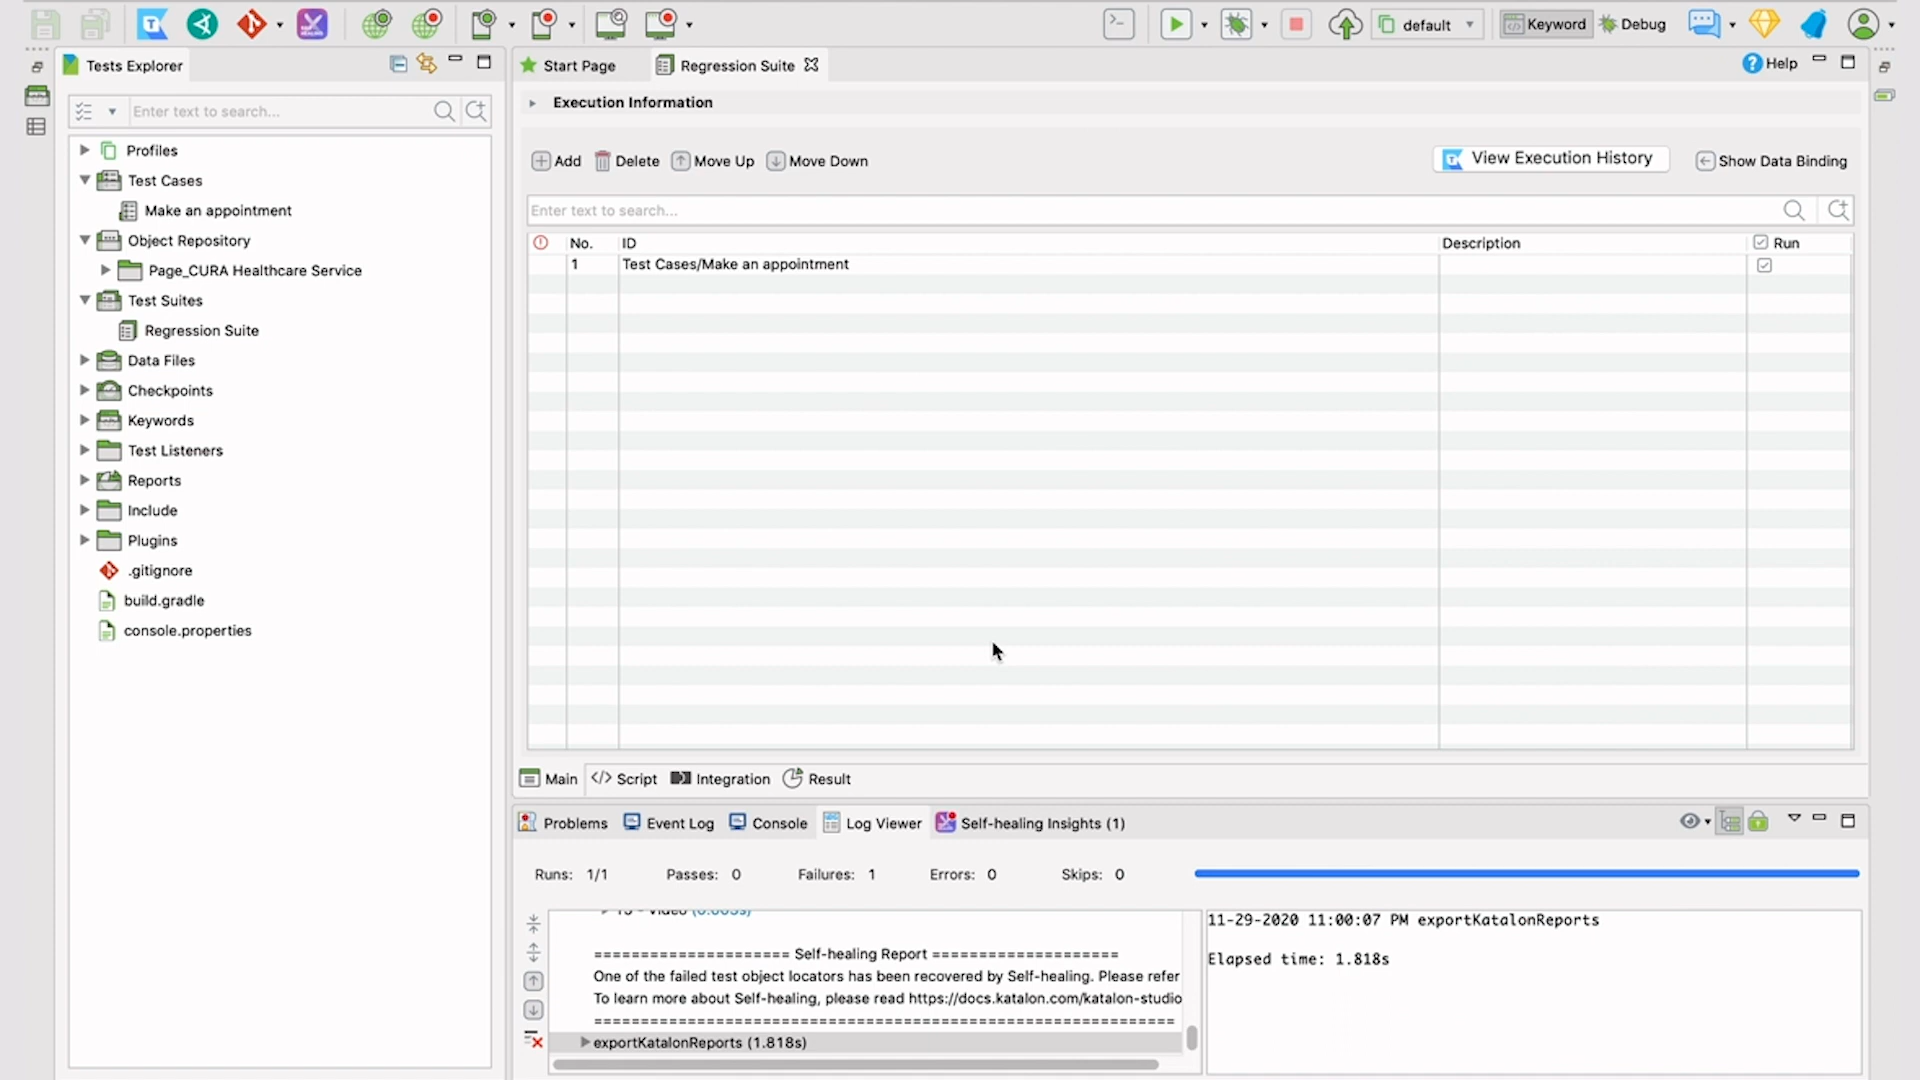 default
Keyword
Debug
Tests Explorer
Start Page
Regression Suite
Help
Enter text to search...
Execution Information
Profiles
Test Cases
Make an appointment
Object Repository
Page_CURA Healthcare Service
Test Suites
Regression Suite
Data Files
Checkpoints
Keywords
Test Listeners
Reports
Include
Plugins
.gitignore
build.gradle
console.properties
Add Delete Move Up Move Down
View Execution History
Show Data Binding
Enter text to search...
No. ID Description Run
1 Test Cases/Make an appointment
Main Script Integration Result
Problems Event Log Console Log Viewer Self-healing Insights (1)
Runs: 1/1 Passes: 0 Failures: 1 Errors: 0 Skips: 0
==================== Self-healing Report ====================
One of the failed test object locators has been recovered by Self-healing. Please refer
To learn more about Self-healing, please read https://docs.katalon.com/katalon-studio
==============================================================
exportKatalonReports (1.818s)
11-29-2020 11:00:07 PM exportKatalonReports
Elapsed time: 1.818s